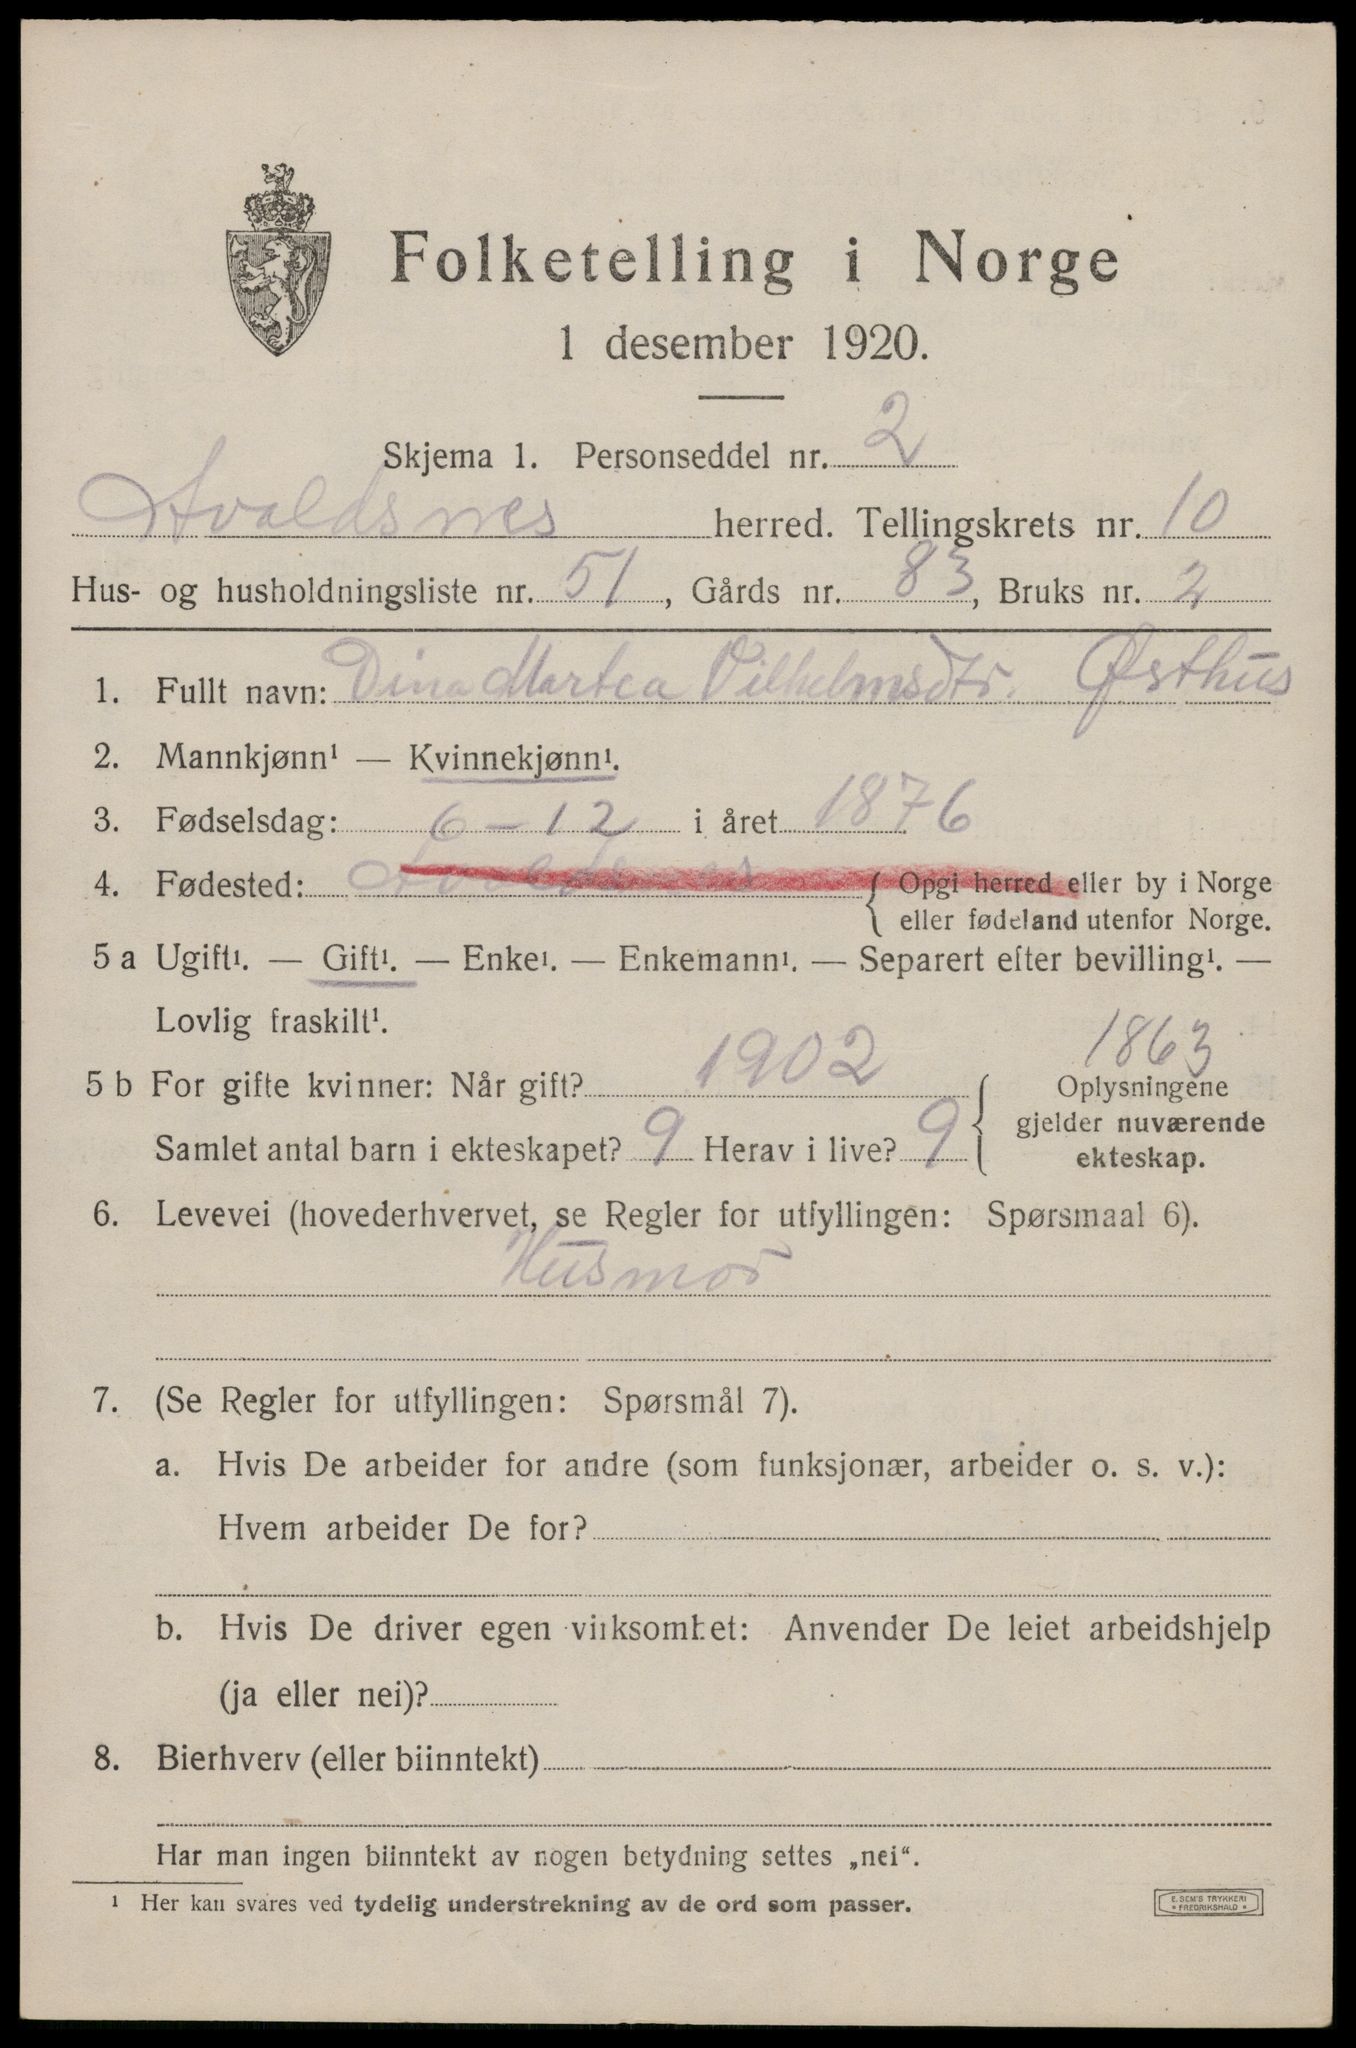 Folketelling i Norge
1 desember 1920.
Skjema 1. Personseddel nr. 2
Avaldsnes herred. Tellingskrets nr. 10
Hus- og husholdningsliste nr. 51, Gårds nr. 83, Bruks nr. 2
1. Fullt navn: Dina Martea Vilhelmsdtr. Østhus
2. Mannkjønn¹ — Kvinnekjønn¹.
3. Fødselsdag: 6-12 i året 1876
4. Fødested: Avaldsnes { Opgi herred eller by i Norge
eller fødeland utenfor Norge.
5 a Ugift¹. — Gift¹. — Enke¹. — Enkemann¹. — Separert efter bevilling¹. —
Lovlig fraskilt¹.
1863
5 b For gifte kvinner: Når gift? 1902 { Oplysningene
gjelder nuværende
Samlet antal barn i ekteskapet? 9 Herav i live? 9 ekteskap.
6. Levevei (hovederhvervet, se Regler for utfyllingen: Spørsmaal 6).
Husmor
7. (Se Regler for utfyllingen: Spørsmål 7).
a. Hvis De arbeider for andre (som funksjonær, arbeider o. s. v.):
Hvem arbeider De for?
b. Hvis De driver egen virksomhet: Anvender De leiet arbeidshjelp
(ja eller nei)?
8. Bierhverv (eller biinntekt)
Har man ingen biinntekt av nogen betydning settes „nei“.
¹ Her kan svares ved tydelig understrekning av de ord som passer.
E. SEM'S TRYKKERI
* FREDRIKSHALD *